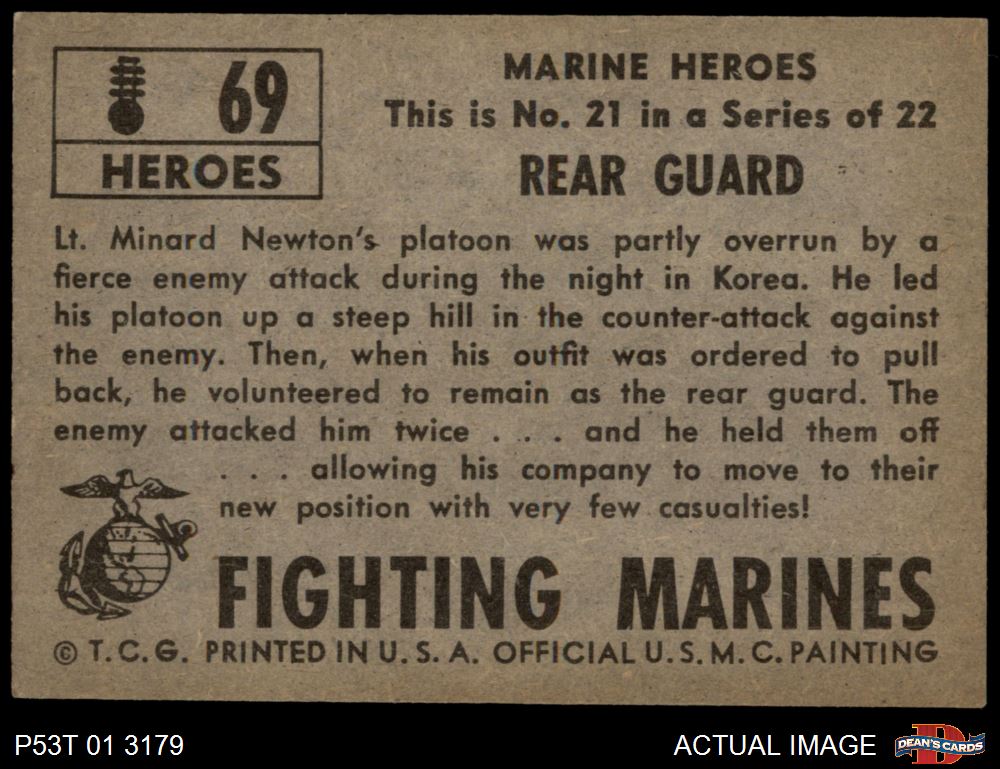 69
HEROES
MARINE HEROES
This is No. 21 in a Series of 22
REAR GUARD
Lt. Minard Newton's platoon was partly overrun by a
fierce enemy attack during the night in Korea. He led
his platoon up a steep hill in the counter-attack against
the enemy. Then, when his outfit was ordered to pull
back, he volunteered to remain as the rear guard. The
enemy attacked him twice . . . and he held them off
. . . allowing his company to move to their
new position with very few casualties!
FIGHTING MARINES
© T.C.G. PRINTED IN U.S.A. OFFICIAL U.S.M.C. PAINTING
P53T 01 3179
ACTUAL IMAGE
DEAN'S CARDS